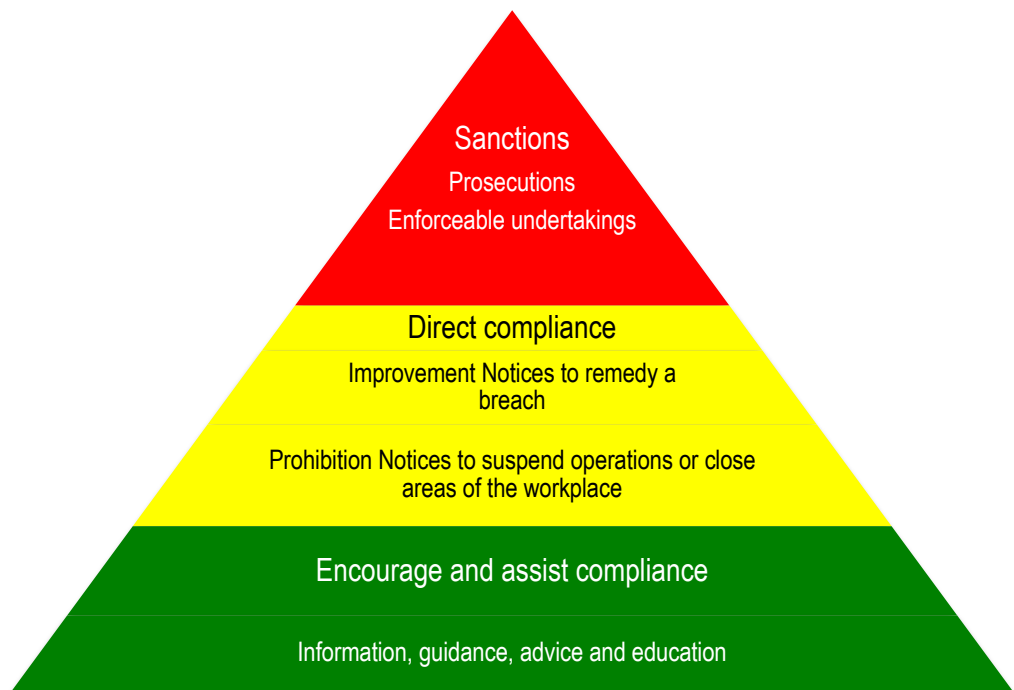 Sanctions
Prosecutions
Enforceable undertakings
Direct compliance
Improvement Notices to remedy a
breach
Prohibition Notices to suspend operations or close
areas of the workplace
Encourage and assist compliance
Information, guidance, advice and education